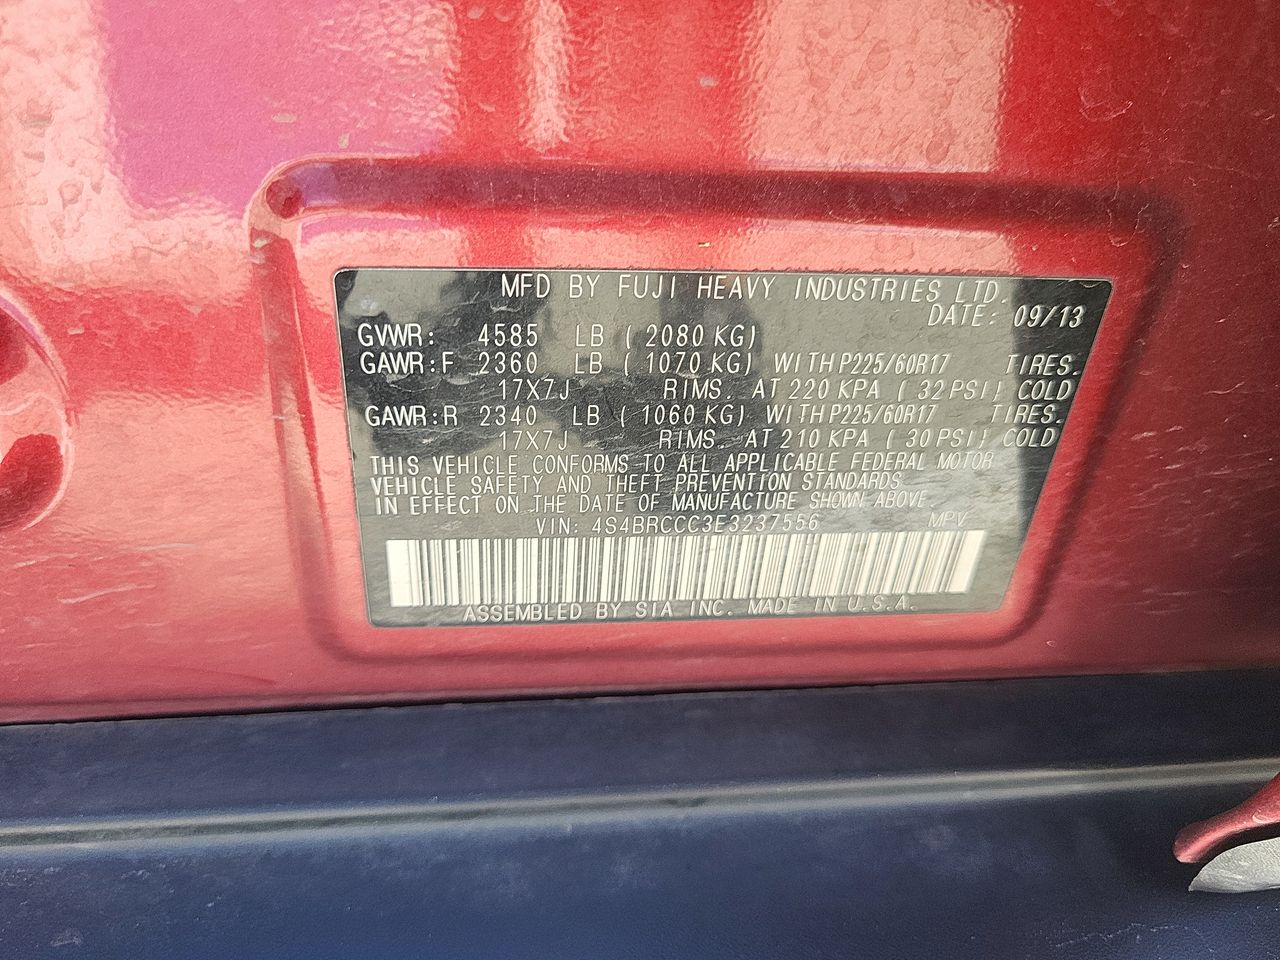 MFD BY FUJI HEAVY INDUSTRIES LTD.
DATE: 09/13
GVWR: 4585 LB ( 2080 KG)
GAWR:F 2360 LB ( 1070 KG) WITH P225/60R17 TIRES.
17X7J RIMS. AT 220 KPA ( 32 PSI) COLD
GAWR:R 2340 LB ( 1060 KG) WITH P225/60R17 TIRES.
17X7J RIMS. AT 210 KPA ( 30 PSI) COLD
THIS VEHICLE CONFORMS TO ALL APPLICABLE FEDERAL MOTOR
VEHICLE SAFETY AND THEFT PREVENTION STANDARDS
IN EFFECT ON THE DATE OF MANUFACTURE SHOWN ABOVE.
VIN: 4S4BRCCC3E3237556 MPV
ASSEMBLED BY SIA INC. MADE IN U.S.A.